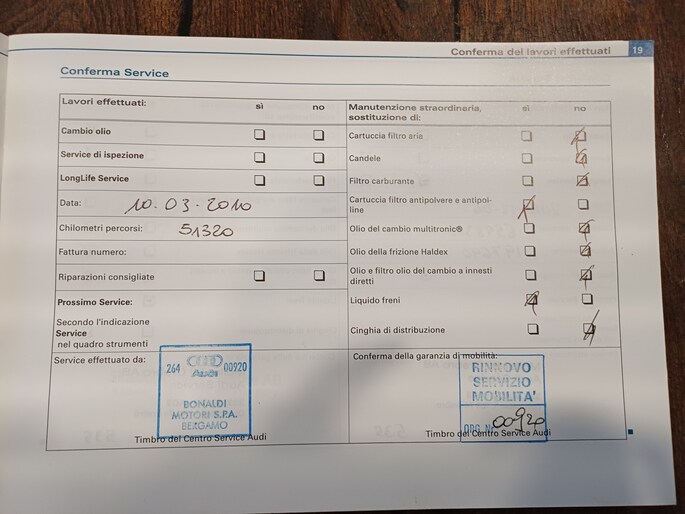 Conferma dei lavori effettuati 19
Conferma Service
Lavori effettuati: sì no
Cambio olio
Service di ispezione
LongLife Service
Data: 10.03.2010
Chilometri percorsi: 51320
Fattura numero:
Riparazioni consigliate
Prossimo Service:
Secondo l'indicazione
Service
nel quadro strumenti
Service effettuato da:
264 Audi 00920
BONALDI
MOTORI S.P.A.
BERGAMO
Timbro del Centro Service Audi
Manutenzione straordinaria, sì no
sostituzione di:
Cartuccia filtro aria
Candele
Filtro carburante
Cartuccia filtro antipolvere e antipol-
line
Olio del cambio multitronic®
Olio della frizione Haldex
Olio e filtro olio del cambio a innesti
diretti
Liquido freni
Cinghia di distribuzione
Conferma della garanzia di mobilità:
RINNOVO
SERVIZIO
MOBILITA'
ORG. N. 00920
Timbro del Centro Service Audi